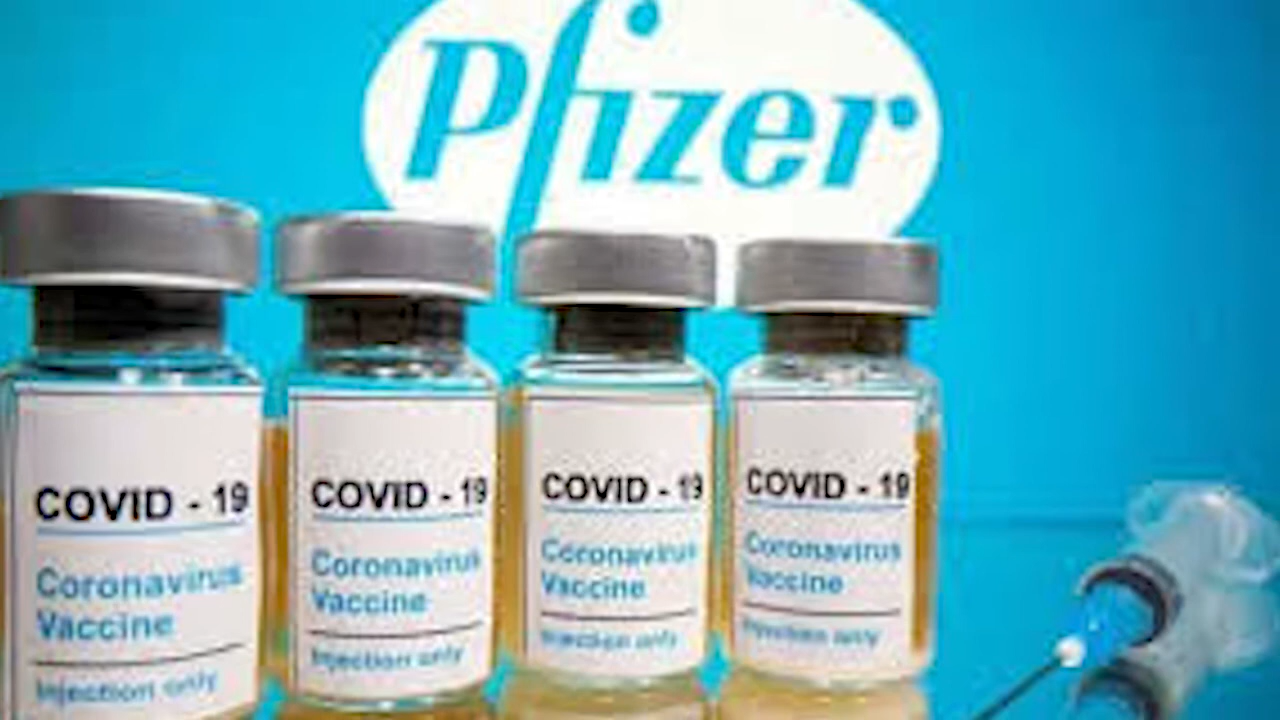 Pfizer
COVID - 19
Coronavirus
Vaccine
Injection only
COVID - 19
Coronavirus
Vaccine
Injection only
COVID - 19
Coronavirus
Vaccine
Injection only
COVID - 19
Coronavirus
Vaccine
Injection only